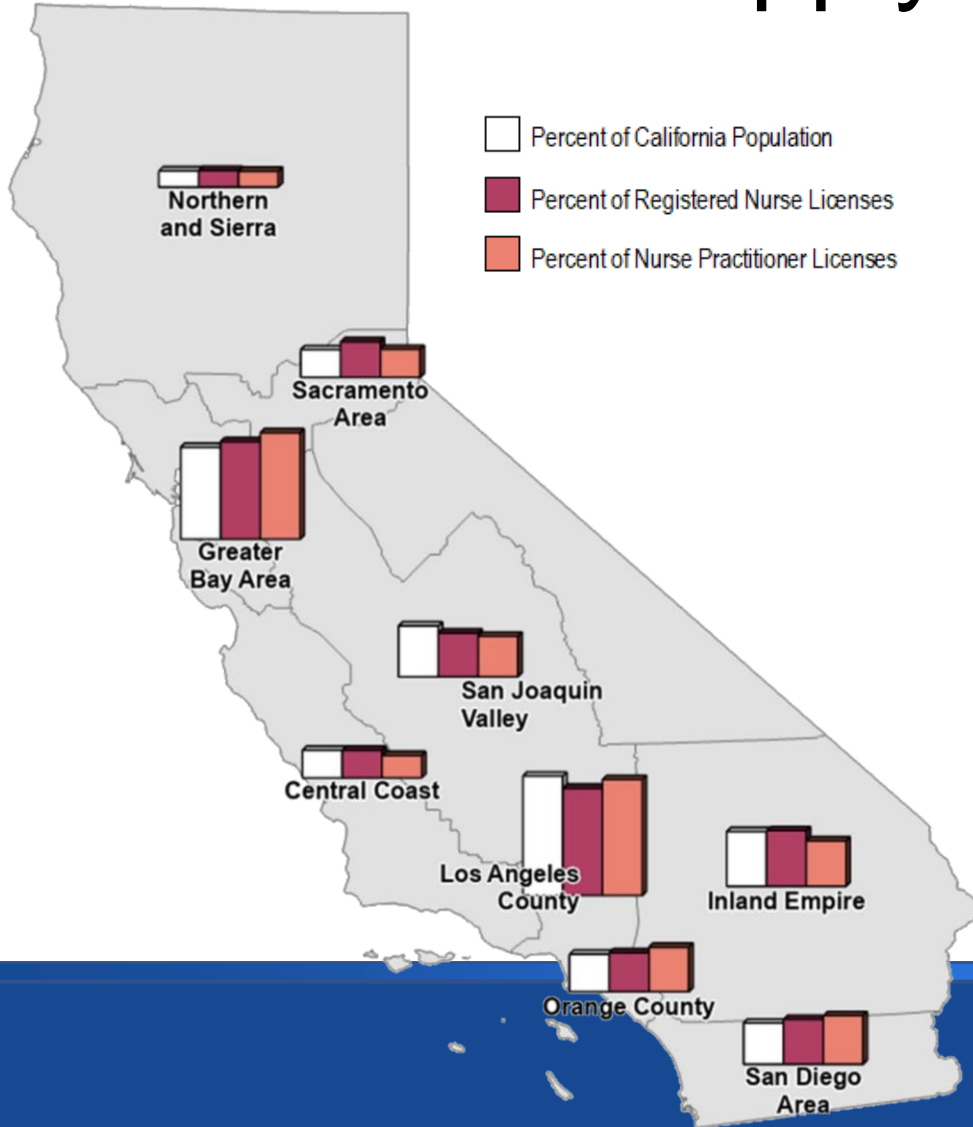 Percent of California Population
Percent of Registered Nurse Licenses
Percent of Nurse Practitioner Licenses
Northern
and Sierra
Sacramento
Area
Greater
Bay Area
San Joaquin
Valley
Central Coast
Los Angeles
County
Inland Empire
Orange County
San Diego
Area